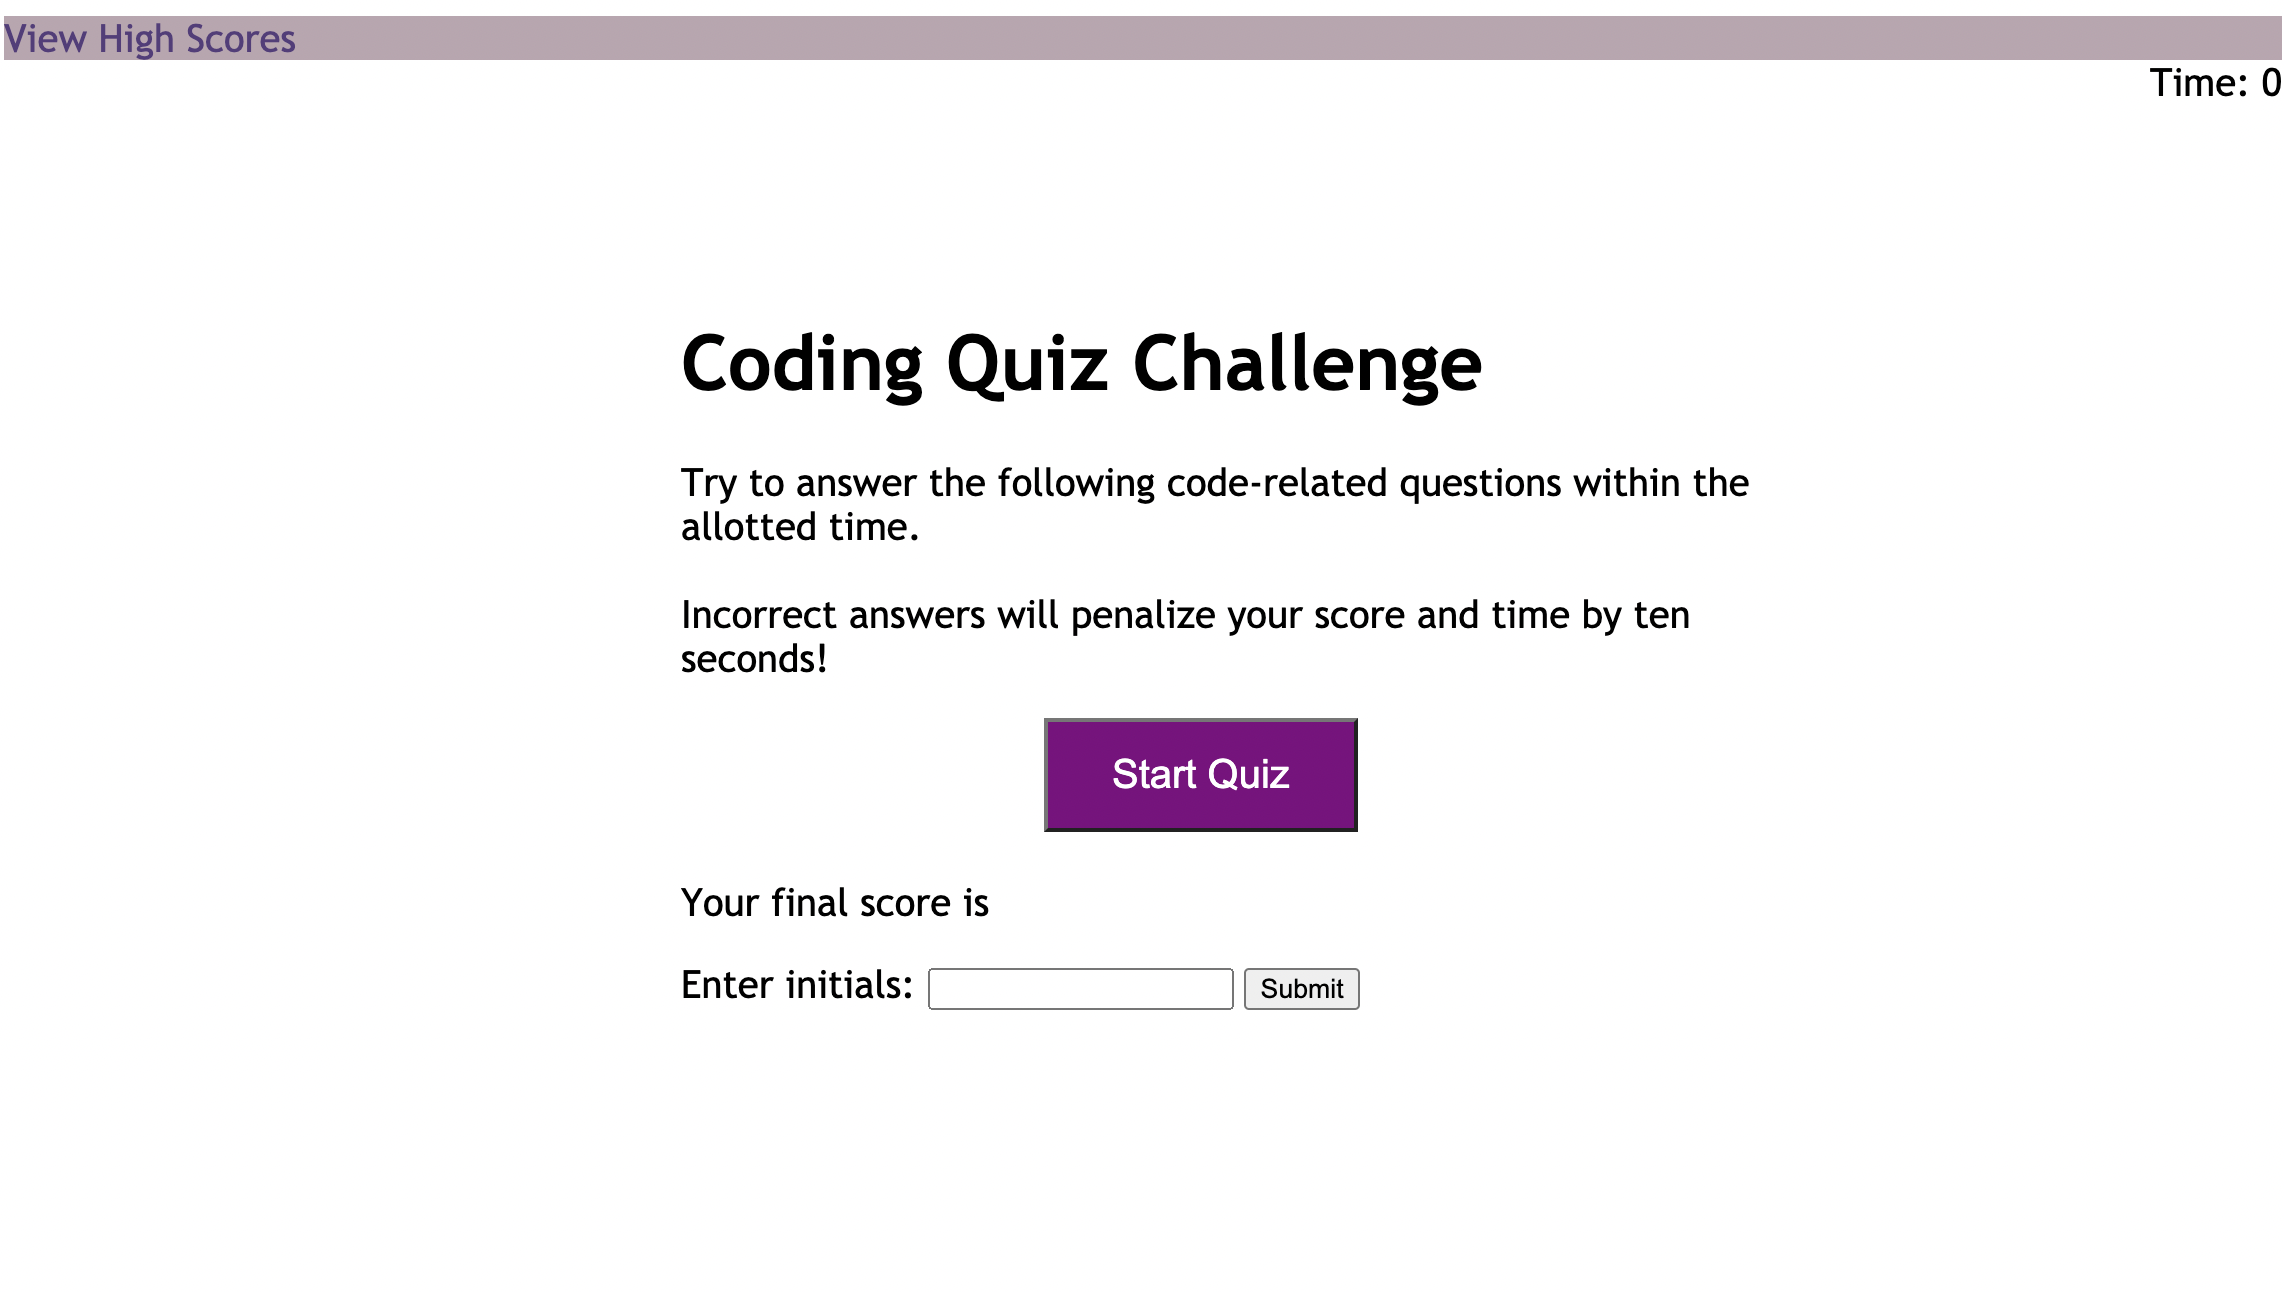 View High Scores
Time: 0
Coding Quiz Challenge
Try to answer the following code-related questions within the
allotted time.
Incorrect answers will penalize your score and time by ten
seconds!
Start Quiz
Your final score is
Enter initials: Submit